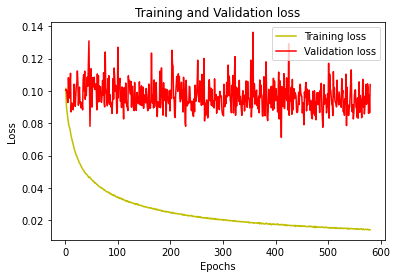 Training and Validation loss
Training loss
Validation loss
0.14
0.12
0.10
0.08
0.06
0.04
0.02
Loss
0
100
200
300
400
500
600
Epochs